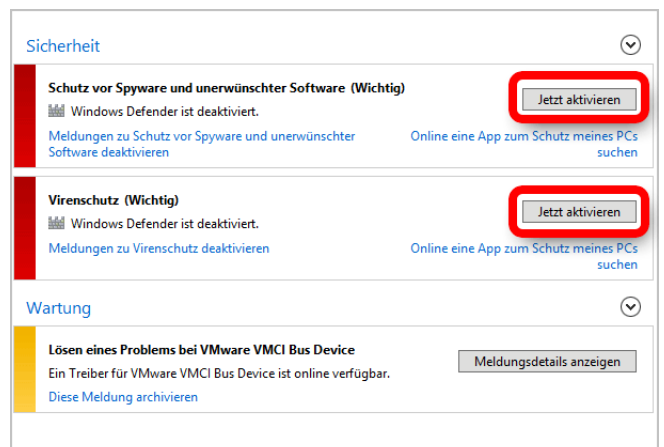 Sicherheit
Schutz vor Spyware und unerwünschter Software (Wichtig)
Jetzt aktivieren
Windows Defender ist deaktiviert.
Meldungen zu Schutz vor Spyware und unerwünschter
Software deaktivieren
Online eine App zum Schutz meines PCs
suchen
Virenschutz (Wichtig)
Jetzt aktivieren
Windows Defender ist deaktiviert.
Meldungen zu Virenschutz deaktivieren
Online eine App zum Schutz meines PCs
suchen
Wartung
Lösen eines Problems bei VMware VMCI Bus Device
Meldungsdetails anzeigen
Ein Treiber für VMware VMCI Bus Device ist online verfügbar.
Diese Meldung archivieren